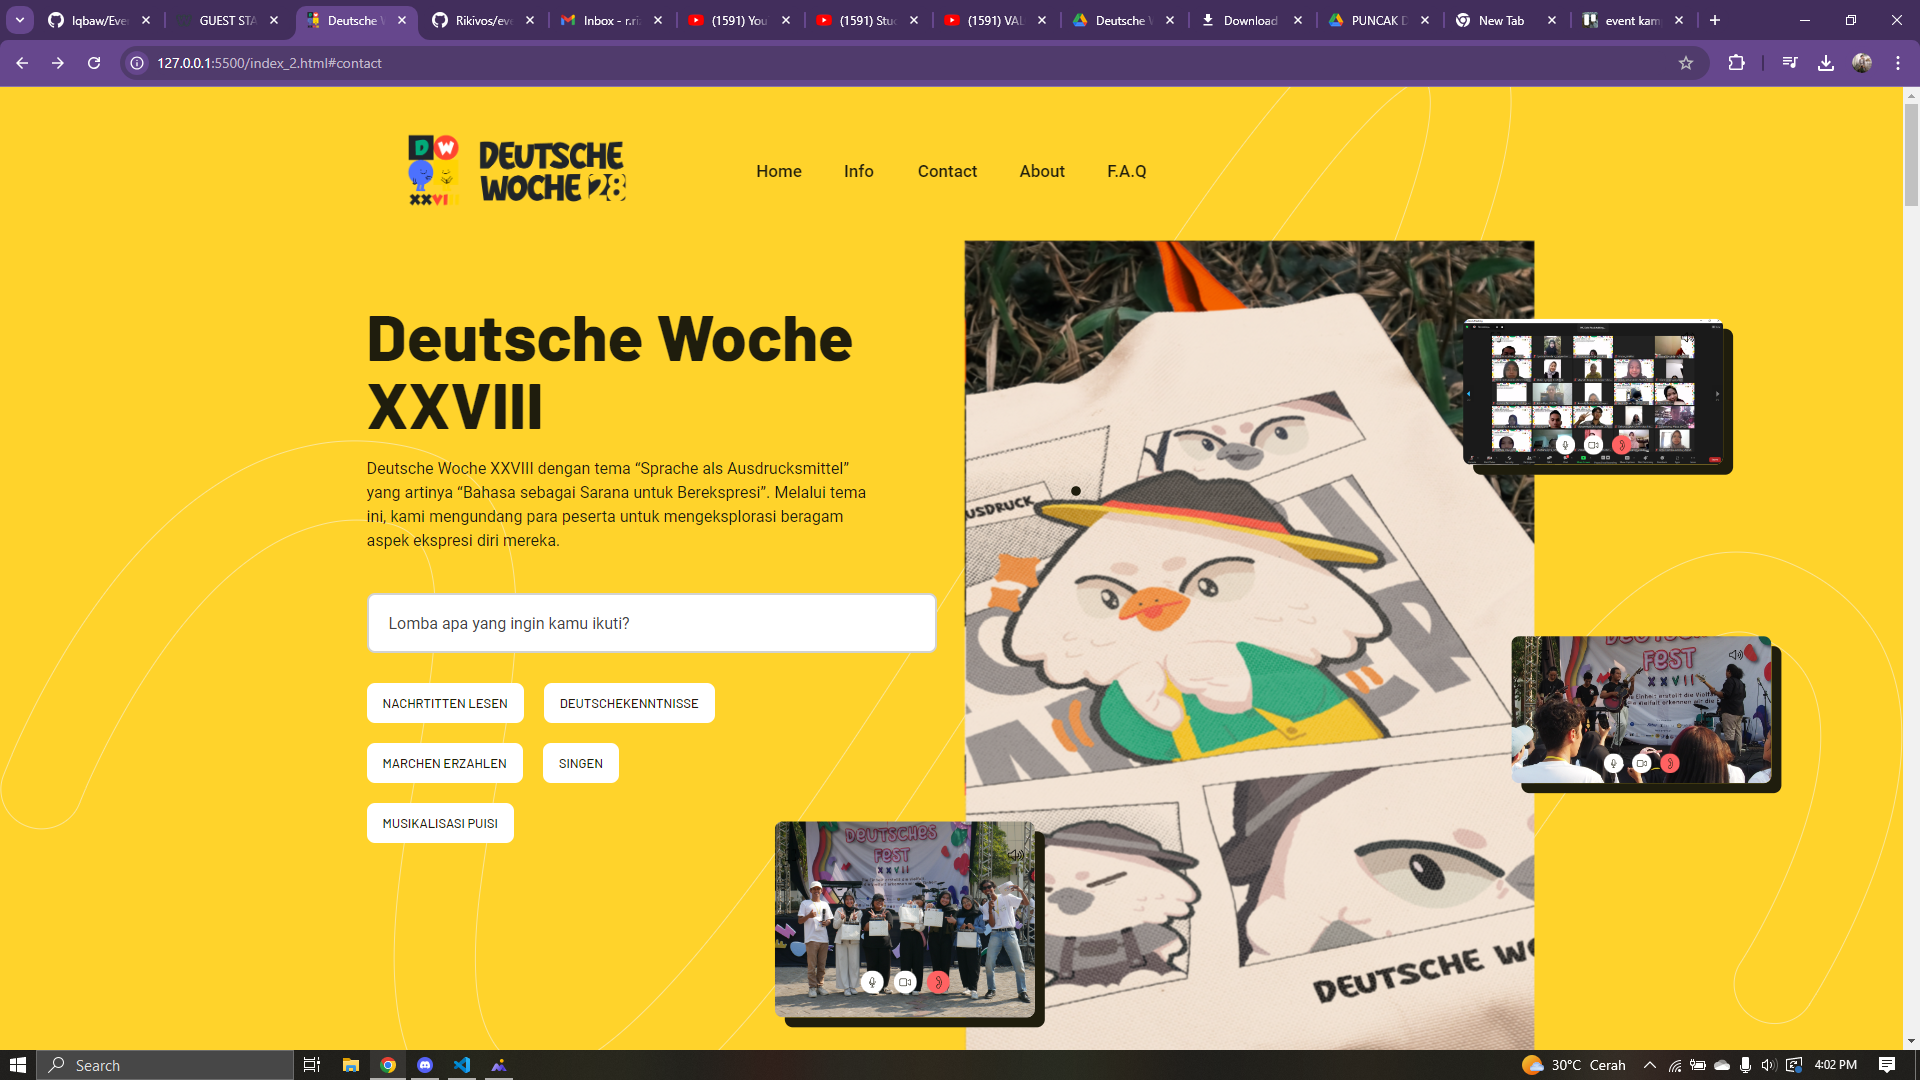 Iqbaw/Eve
GUEST STA
Deutsche W
Rikivos/eve
Inbox - r.riz
(1591) You
(1591) Stu
(1591) VAL
Deutsche W
Download
PUNCAK D
New Tab
event kam
127.0.0.1:5500/index_2.html#contact
D W
XXVIII
DEUTSCHE
WOCHE 28
Home
Info
Contact
About
F.A.Q
Deutsche Woche
XXVIII
Deutsche Woche XXVIII dengan tema “Sprache als Ausdrucksmittel”
yang artinya “Bahasa sebagai Sarana untuk Berekspresi”. Melalui tema
ini, kami mengundang para peserta untuk mengeksplorasi beragam
aspek ekspresi diri mereka.
Lomba apa yang ingin kamu ikuti?
NACHRTITTEN LESEN
DEUTSCHEKENNTNISSE
MARCHEN ERZAHLEN
SINGEN
MUSIKALISASI PUISI
USDRUCK
DEUTSCHE WO
DEUTSCHES
FEST
XXVII
FEST
XXVII
Search
30°C Cerah
4:02 PM